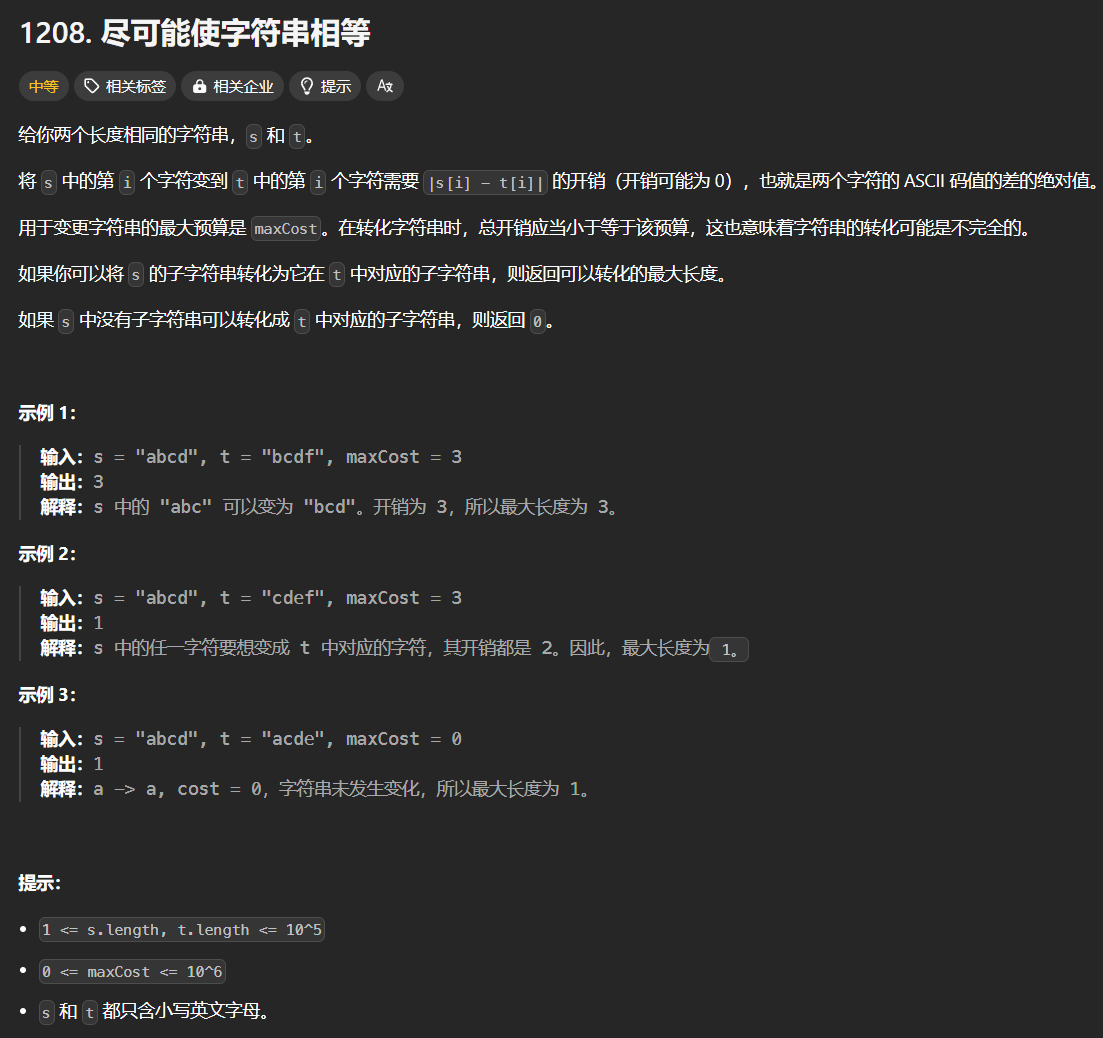 1208. 尽可能使字符串相等
中等 相关标签 相关企业 提示 Aあ
给你两个长度相同的字符串，s 和 t。
将 s 中的第 i 个字符变到 t 中的第 i 个字符需要 |s[i] - t[i]| 的开销（开销可能为 0），也就是两个字符的 ASCII 码值的差的绝对值。
用于变更字符串的最大预算是 maxCost。在转化字符串时，总开销应当小于等于该预算，这也意味着字符串的转化可能是不完全的。
如果你可以将 s 的子字符串转化为它在 t 中对应的子字符串，则返回可以转化的最大长度。
如果 s 中没有子字符串可以转化成 t 中对应的子字符串，则返回 0。
示例 1：
输入：s = "abcd", t = "bcdf", maxCost = 3
输出：3
解释：s 中的 "abc" 可以变为 "bcd"。开销为 3，所以最大长度为 3。
示例 2：
输入：s = "abcd", t = "cdef", maxCost = 3
输出：1
解释：s 中的任一字符要想变成 t 中对应的字符，其开销都是 2。因此，最大长度为 1。
示例 3：
输入：s = "abcd", t = "acde", maxCost = 0
输出：1
解释：a -> a, cost = 0，字符串未发生变化，所以最大长度为 1。
提示：
• 1 <= s.length, t.length <= 10^5
• 0 <= maxCost <= 10^6
• s 和 t 都只含小写英文字母。